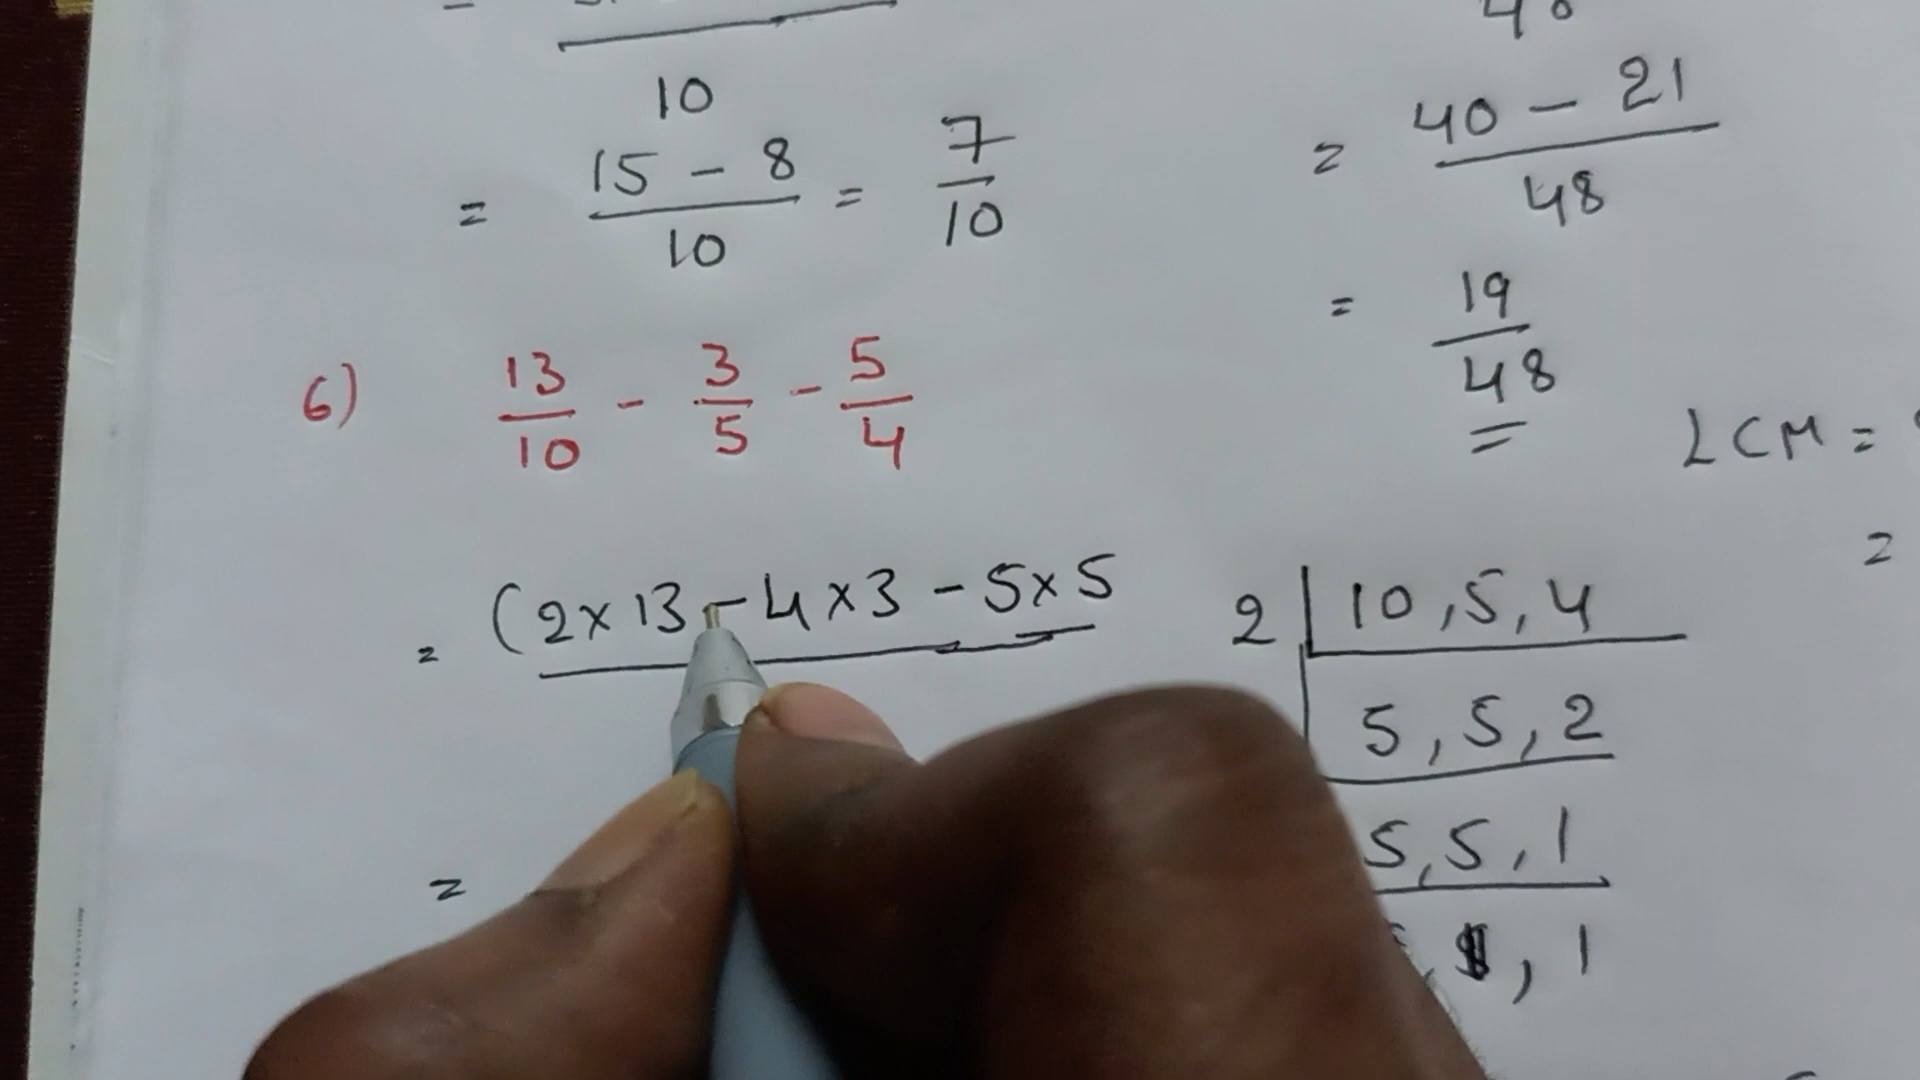 10
= 15 - 8 / 10 = 7 / 10
6) 13/10 - 3/5 - 5/4
= (2×13 - 4×3 - 5×5
=
40 - 21
= 48
= 19
48
=
LCM =
=
2 | 10, 5, 4
5, 5, 2
5, 5, 1
, 1